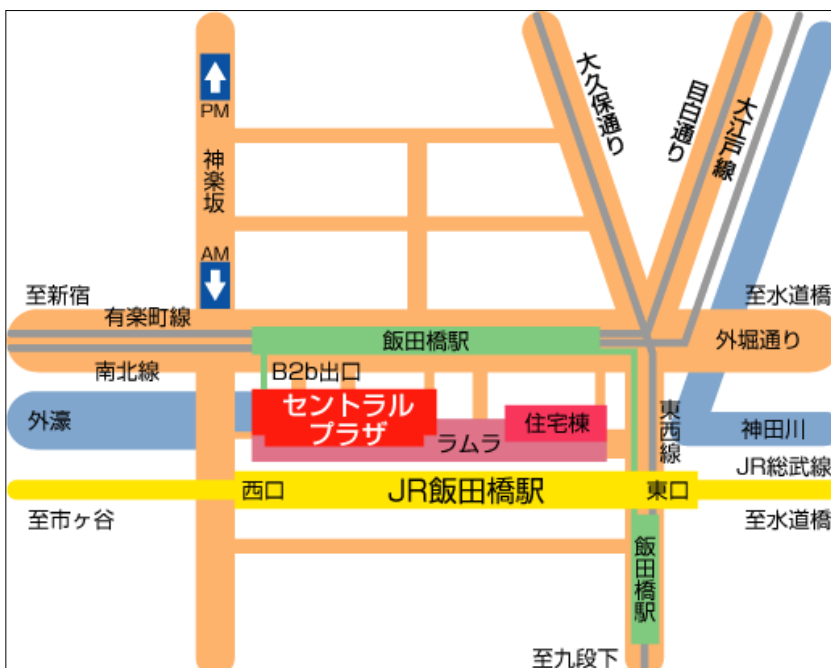 PM
神楽坂
AM
大久保通り
目白通り
大江戸線
至新宿
至水道橋
有楽町線
飯田橋駅
外堀通り
南北線
B2b出口
外濠
セントラル
プラザ
ラムラ
住宅棟
東西線
神田川
JR総武線
西口
JR飯田橋駅
東口
至市ヶ谷
至水道橋
飯田橋駅
至九段下